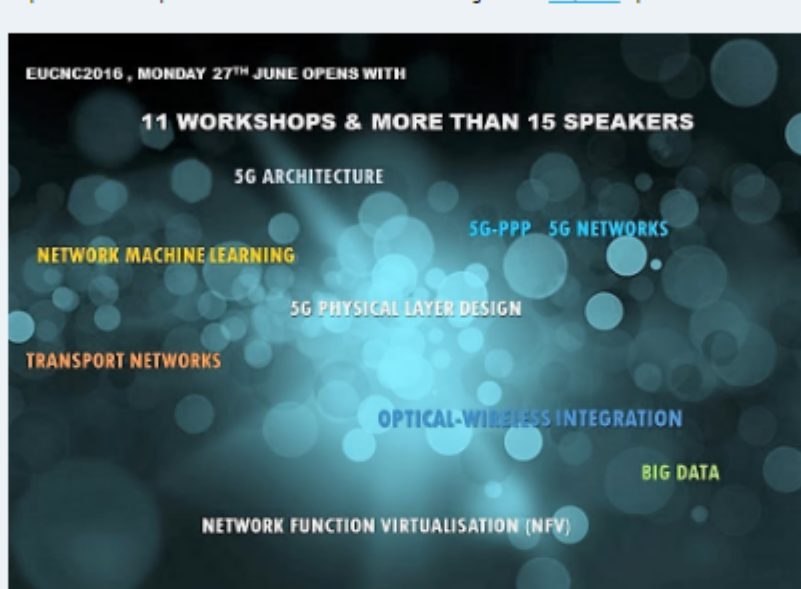 EUCNC2016 , MONDAY 27TH JUNE OPENS WITH
11 WORKSHOPS & MORE THAN 15 SPEAKERS
5G ARCHITECTURE
5G-PPP 5G NETWORKS
NETWORK MACHINE LEARNING
5G PHYSICAL LAYER DESIGN
TRANSPORT NETWORKS
OPTICAL-WIRELESS INTEGRATION
BIG DATA
NETWORK FUNCTION VIRTUALISATION (NFV)